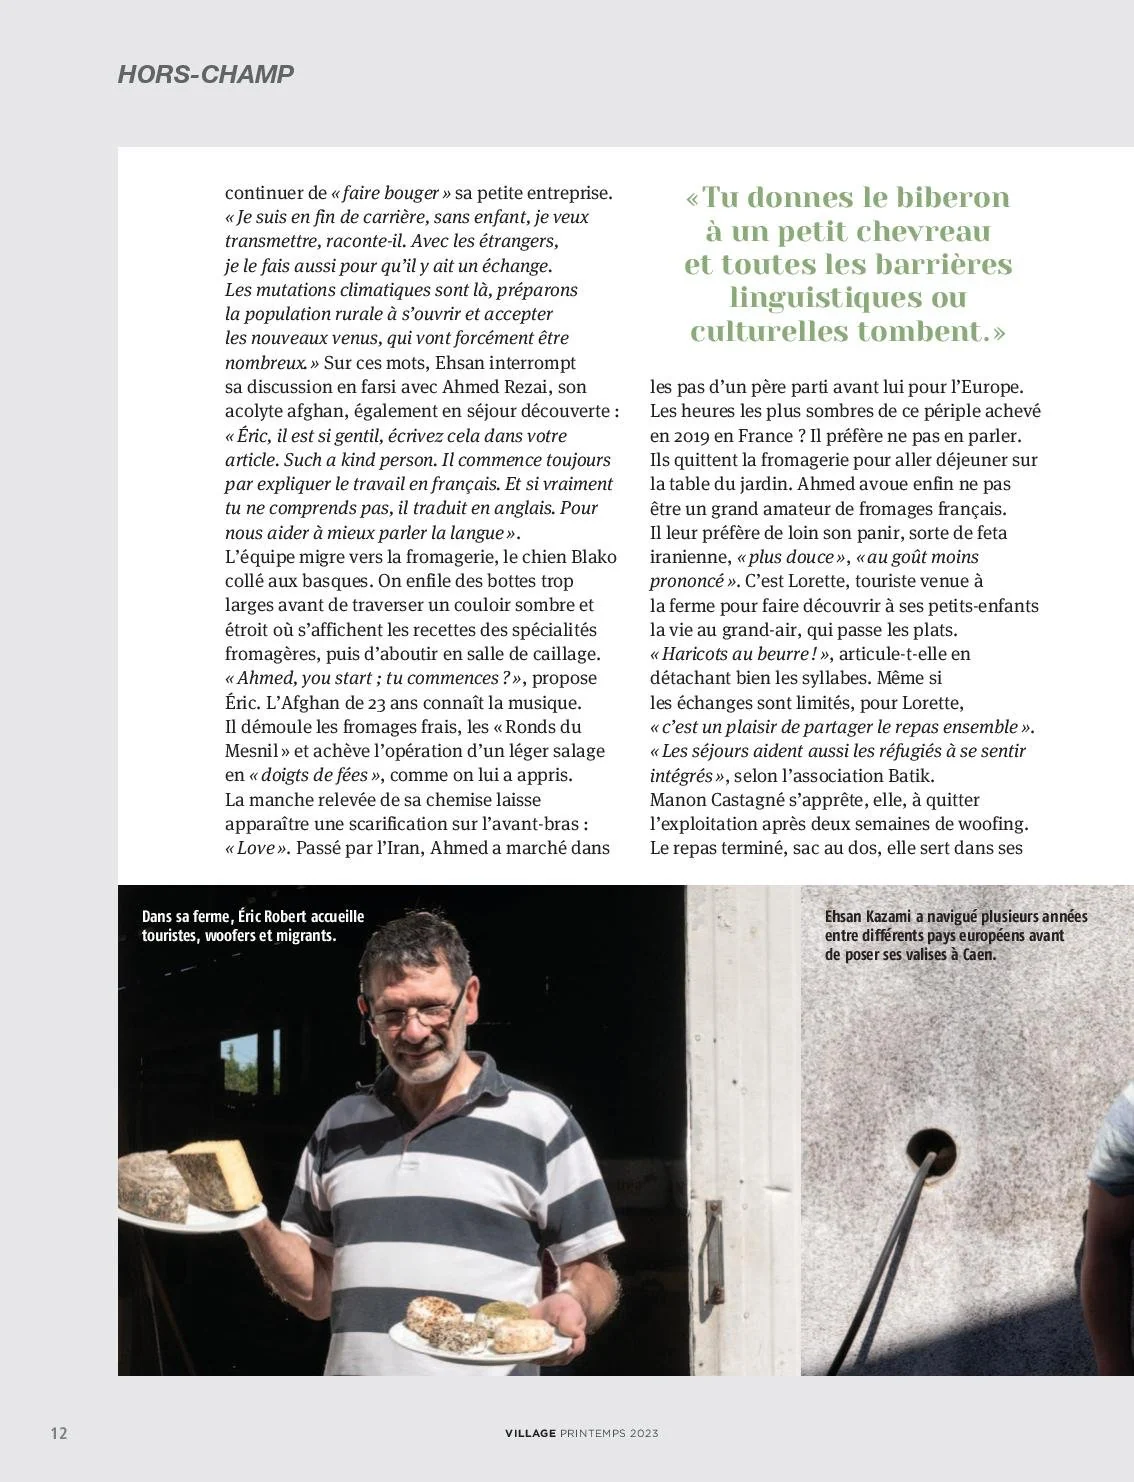 HORS-CHAMP
continuer de « faire bouger » sa petite entreprise.
« Je suis en fin de carrière, sans enfant, je veux
transmettre, raconte-il. Avec les étrangers,
je le fais aussi pour qu’il y ait un échange.
Les mutations climatiques sont là, préparons
la population rurale à s’ouvrir et accepter
les nouveaux venus, qui vont forcément être
nombreux. » Sur ces mots, Ehsan interrompt
sa discussion en farsi avec Ahmed Rezai, son
acolyte afghan, également en séjour découverte :
« Éric, il est si gentil, écrivez cela dans votre
article. Such a kind person. Il commence toujours
par expliquer le travail en français. Et si vraiment
tu ne comprends pas, il traduit en anglais. Pour
nous aider à mieux parler la langue ».
L’équipe migre vers la fromagerie, le chien Blako
collé aux basques. On enfile des bottes trop
larges avant de traverser un couloir sombre et
étroit où s’affichent les recettes des spécialités
fromagères, puis d’aboutir en salle de caillage.
« Ahmed, you start ; tu commences ? », propose
Éric. L’Afghan de 23 ans connaît la musique.
Il démoule les fromages frais, les « Ronds du
Mesnil » et achève l’opération d’un léger salage
en « doigts de fées », comme on lui a appris.
La manche relevée de sa chemise laisse
apparaître une scarification sur l’avant-bras :
« Love ». Passé par l’Iran, Ahmed a marché dans
« Tu donnes le biberon
à un petit chevreau
et toutes les barrières
linguistiques ou
culturelles tombent. »
les pas d’un père parti avant lui pour l’Europe.
Les heures les plus sombres de ce périple achevé
en 2019 en France ? Il préfère ne pas en parler.
Ils quittent la fromagerie pour aller déjeuner sur
la table du jardin. Ahmed avoue enfin ne pas
être un grand amateur de fromages français.
Il leur préfère de loin son panir, sorte de feta
iranienne, « plus douce », « au goût moins
prononcé ». C’est Lorette, touriste venue à
la ferme pour faire découvrir à ses petits-enfants
la vie au grand-air, qui passe les plats.
« Haricots au beurre ! », articule-t-elle en
détachant bien les syllabes. Même si
les échanges sont limités, pour Lorette,
« c’est un plaisir de partager le repas ensemble ».
« Les séjours aident aussi les réfugiés à se sentir
intégrés », selon l’association Batik.
Manon Castagné s’apprête, elle, à quitter
l’exploitation après deux semaines de woofing.
Le repas terminé, sac au dos, elle sert dans ses
Dans sa ferme, Éric Robert accueille
touristes, woofers et migrants.
Ehsan Kazami a navigué plusieurs années
entre différents pays européens avant
de poser ses valises à Caen.
12
VILLAGE PRINTEMPS 2023